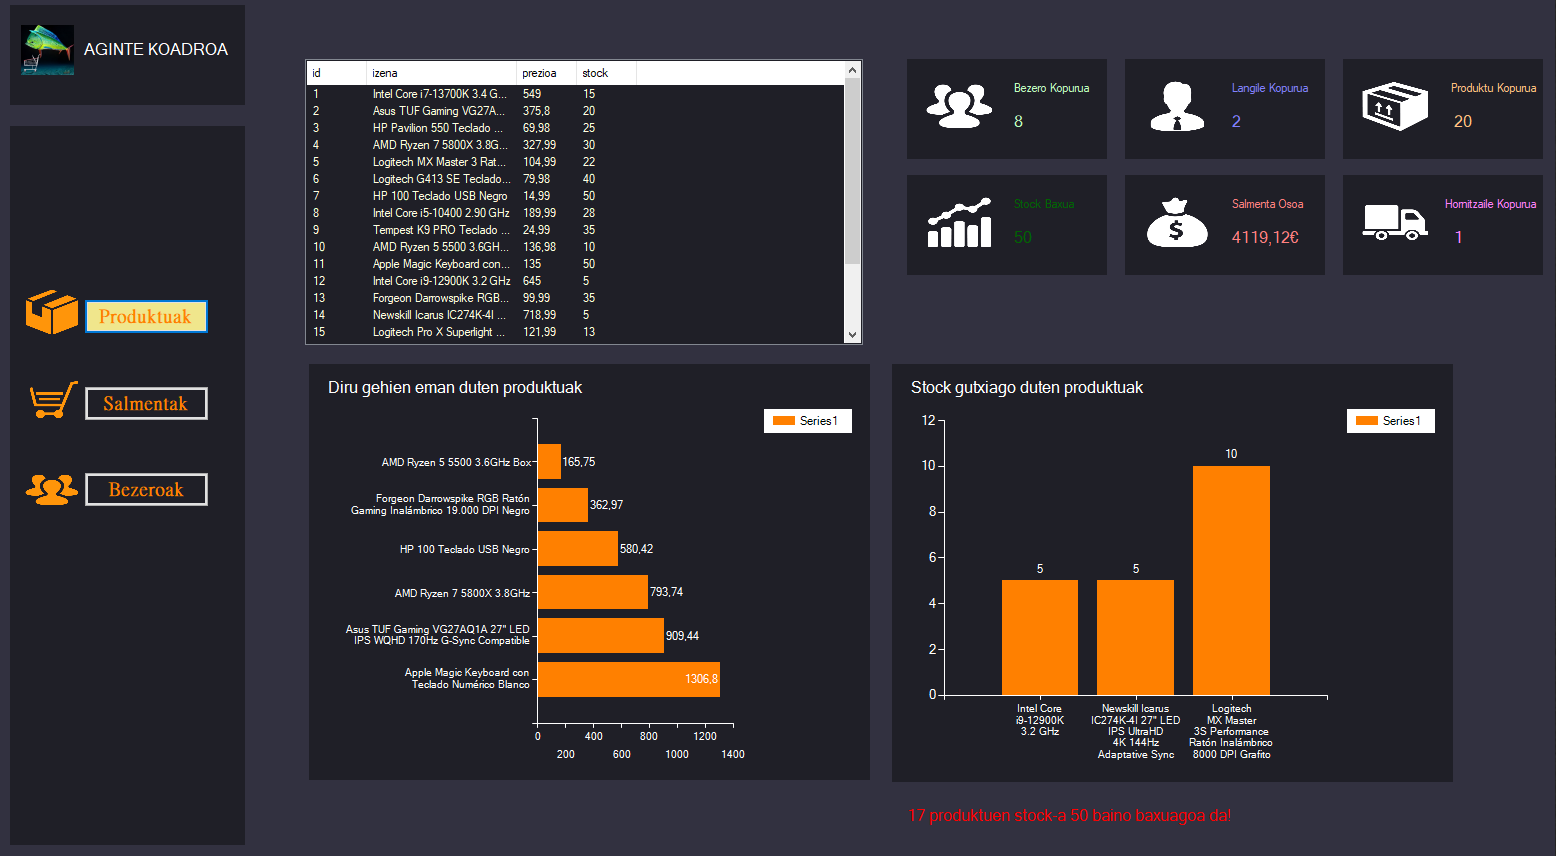 AGINTE KOADROA
Produktuak
Salmentak
Bezeroak
id izena prezioa stock
1 Intel Core i7-13700K 3.4 G... 549 15
2 Asus TUF Gaming VG27A... 375,8 20
3 HP Pavilion 550 Teclado ... 69,98 25
4 AMD Ryzen 7 5800X 3.8G... 327,99 30
5 Logitech MX Master 3 Rat... 104,99 22
6 Logitech G413 SE Teclado... 79,98 40
7 HP 100 Teclado USB Negro 14,99 50
8 Intel Core i5-10400 2.90 GHz 189,99 28
9 Tempest K9 PRO Teclado ... 24,99 35
10 AMD Ryzen 5 5500 3.6GH... 136,98 10
11 Apple Magic Keyboard con... 135 50
12 Intel Core i9-12900K 3.2 GHz 645 5
13 Forgeon Darrowspike RGB... 99,99 35
14 Newskill Icarus IC274K-4I ... 718,99 5
15 Logitech Pro X Superlight ... 121,99 13
Bezero Kopurua
8
Langile Kopurua
2
Produktu Kopurua
20
Stock Baxua
50
$
Salmenta Osoa
4119,12€
Hornitzaile Kopurua
1
Diru gehien eman duten produktuak
Series1
AMD Ryzen 5 5500 3.6GHz Box 165,75
Forgeon Darrowspike RGB Ratón
Gaming Inalámbrico 19.000 DPI Negro
362,97
HP 100 Teclado USB Negro 580,42
AMD Ryzen 7 5800X 3.8GHz 793,74
Asus TUF Gaming VG27AQ1A 27" LED
IPS WQHD 170Hz G-Sync Compatible
909,44
Apple Magic Keyboard con
Teclado Numérico Blanco
1306,8
0 400 800 1200
200 600 1000 1400
Stock gutxiago duten produktuak
Series1
12
10
8
6
4
2
0
5
5
10
Intel Core
i9-12900K
3.2 GHz
Newskill Icarus
IC274K-4I 27" LED
IPS UltraHD
4K 144Hz
Adaptative Sync
Logitech
MX Master
3S Performance
Ratón Inalámbrico
8000 DPI Grafito
17 produktuen stock-a 50 baino baxuagoa da!